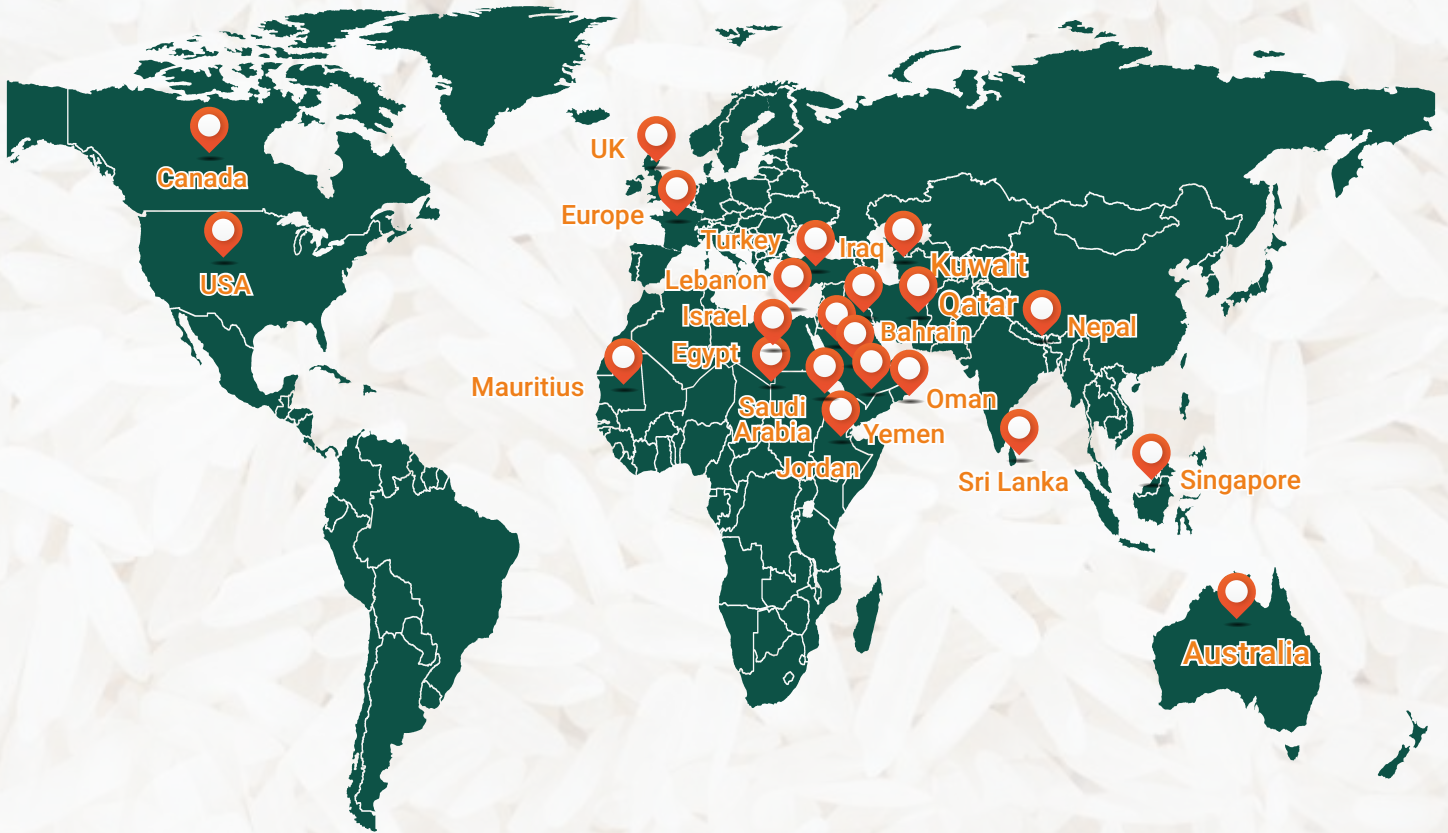 Canada
USA
UK
Europe
Turkey
Iraq
Lebanon
Kuwait
Israel
Qatar
Egypt
Bahrain
Nepal
Mauritius
Saudi
Arabia
Oman
Yemen
Jordan
Sri Lanka
Singapore
Australia